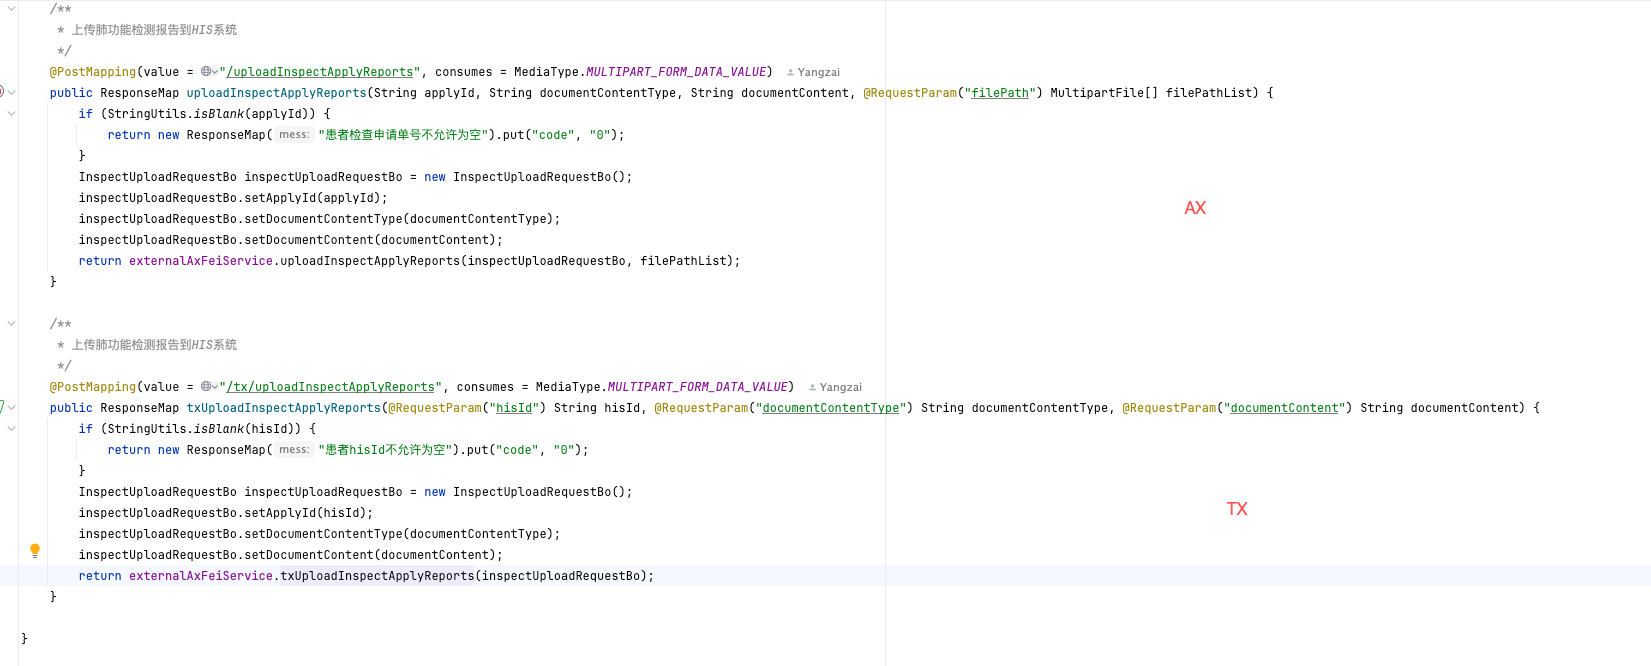 /**
 * 上传肺功能检测报告到HIS系统
 */
@PostMapping(value = "/uploadInspectApplyReports", consumes = MediaType.MULTIPART_FORM_DATA_VALUE) Yangzai
public ResponseMap uploadInspectApplyReports(String applyId, String documentContentType, String documentContent, @RequestParam("filePath") MultipartFile[] filePathList) {
    if (StringUtils.isBlank(applyId)) {
        return new ResponseMap( mess: "患者检查申请单号不允许为空").put("code", "0");
    }
    InspectUploadRequestBo inspectUploadRequestBo = new InspectUploadRequestBo();
    inspectUploadRequestBo.setApplyId(applyId);
AX
    inspectUploadRequestBo.setDocumentContentType(documentContentType);
    inspectUploadRequestBo.setDocumentContent(documentContent);
    return externalAxFeiService.uploadInspectApplyReports(inspectUploadRequestBo, filePathList);
}
/**
 * 上传肺功能检测报告到HIS系统
 */
@PostMapping(value = "/tx/uploadInspectApplyReports", consumes = MediaType.MULTIPART_FORM_DATA_VALUE) Yangzai
public ResponseMap txUploadInspectApplyReports(@RequestParam("hisId") String hisId, @RequestParam("documentContentType") String documentContentType, @RequestParam("documentContent") String documentContent) {
    if (StringUtils.isBlank(hisId)) {
        return new ResponseMap( mess: "患者hisId不允许为空").put("code", "0");
    }
    InspectUploadRequestBo inspectUploadRequestBo = new InspectUploadRequestBo();
    inspectUploadRequestBo.setApplyId(hisId);
TX
    inspectUploadRequestBo.setDocumentContentType(documentContentType);
    inspectUploadRequestBo.setDocumentContent(documentContent);
    return externalAxFeiService.txUploadInspectApplyReports(inspectUploadRequestBo);
}
}